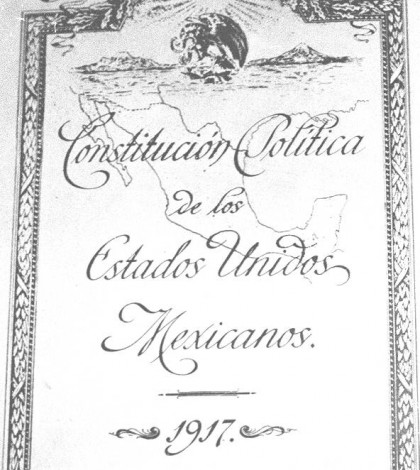 Constitución Política
de los
Estados Unidos
Mexicanos.
1917.